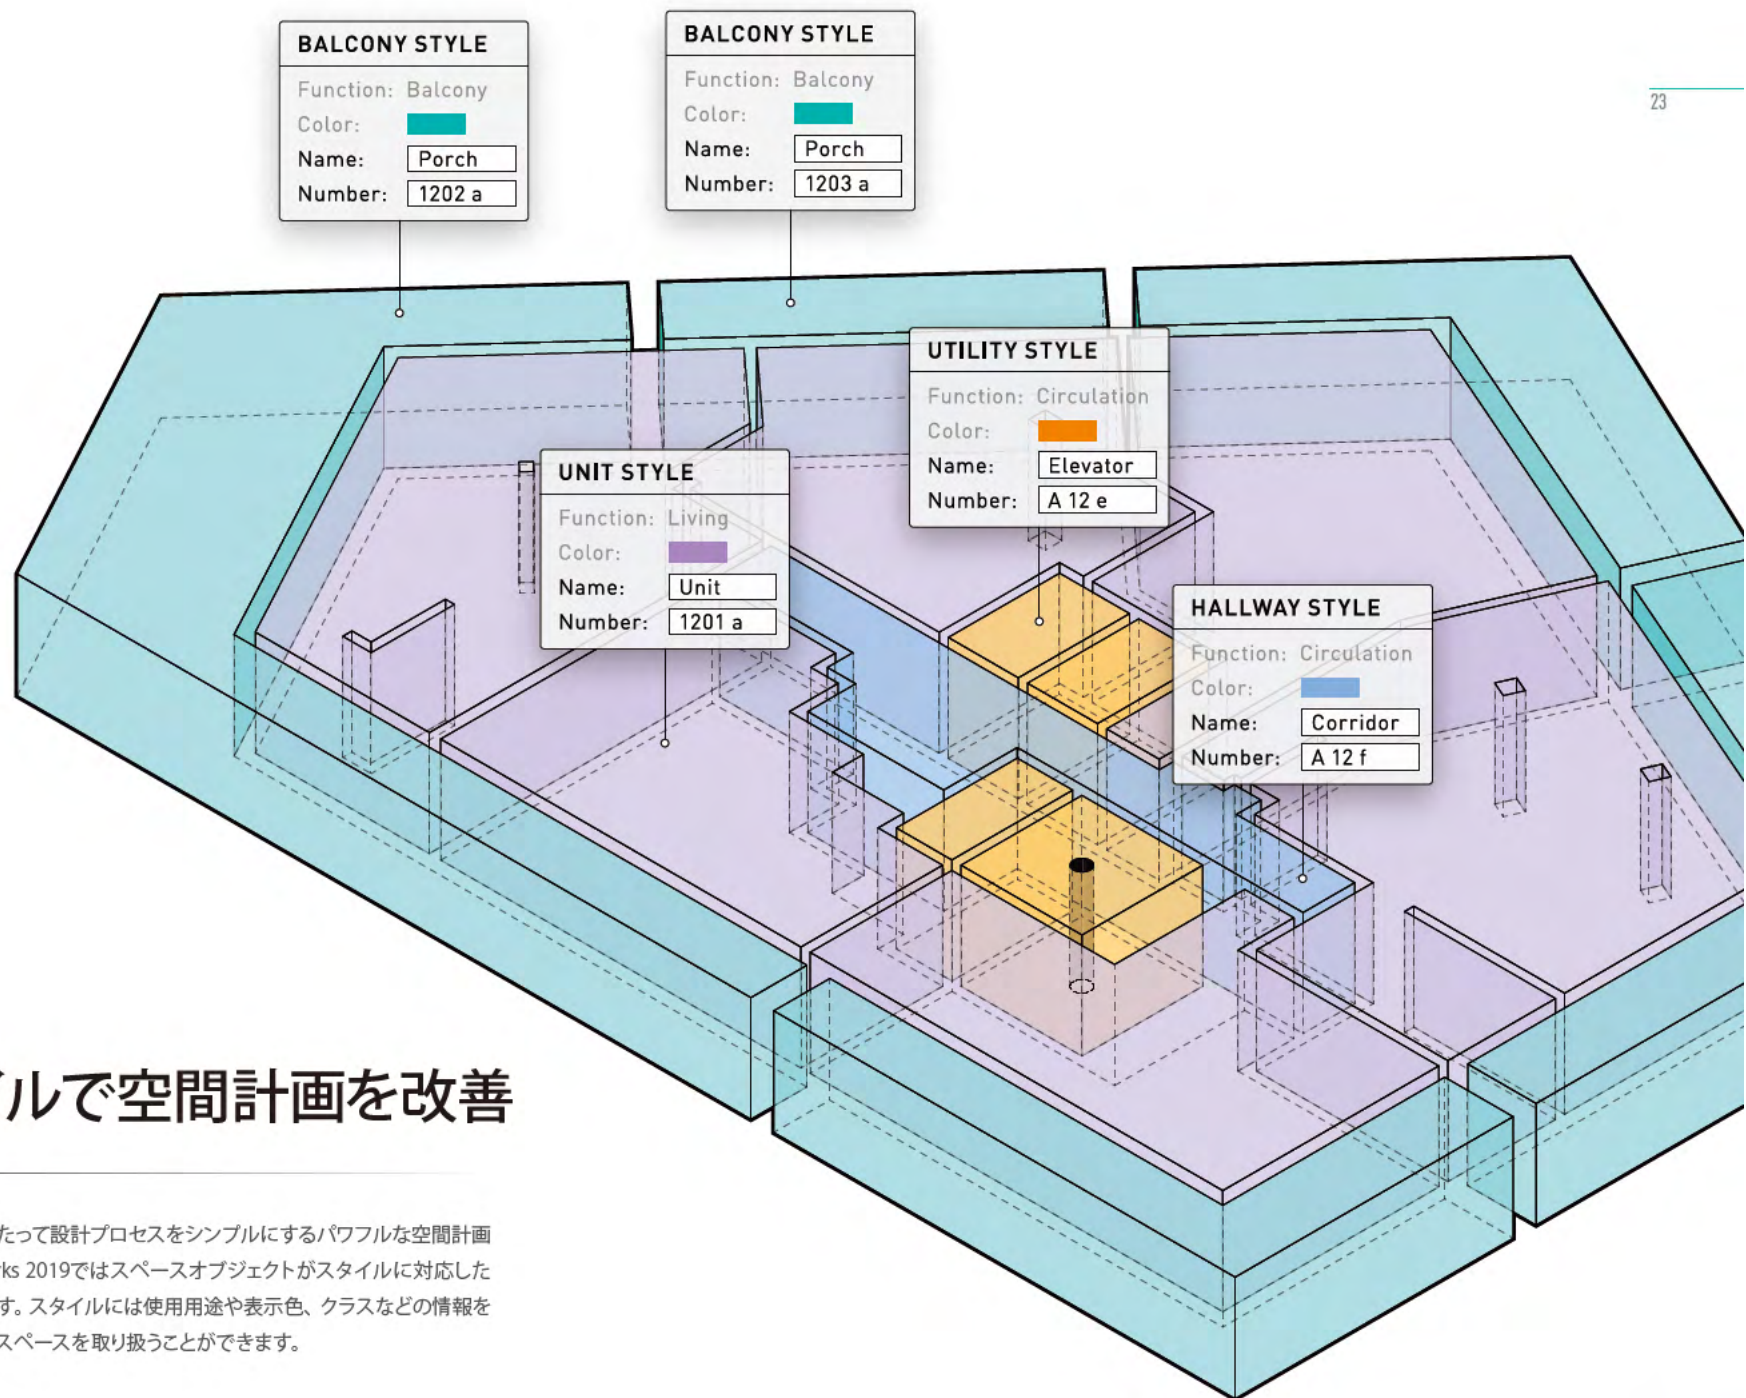 BALCONY STYLE
Function: Balcony
Color:
Name: Porch
Number: 1202 a
BALCONY STYLE
Function: Balcony
Color:
Name: Porch
Number: 1203 a
23
UTILITY STYLE
Function: Circulation
Color:
Name: Elevator
Number: A 12 e
UNIT STYLE
Function: Living
Color:
Name: Unit
Number: 1201 a
HALLWAY STYLE
Function: Circulation
Color:
Name: Corridor
Number: A 12 f
ルで空間計画を改善
たって設計プロセスをシンプルにするパワフルな空間計画
ks 2019ではスペースオブジェクトがスタイルに対応した
す。スタイルには使用用途や表示色、クラスなどの情報を
スペースを取り扱うことができます。